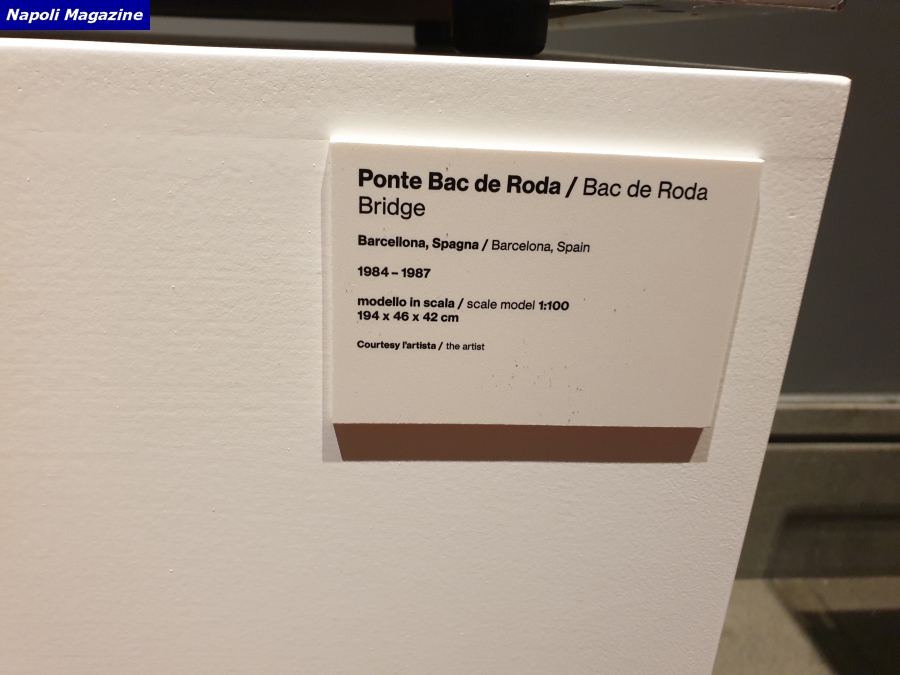 Napoli Magazine
Ponte Bac de Roda / Bac de Roda
Bridge
Barcellona, Spagna / Barcelona, Spain
1984 – 1987
modello in scala / scale model 1:100
194 x 46 x 42 cm
Courtesy l'artista / the artist